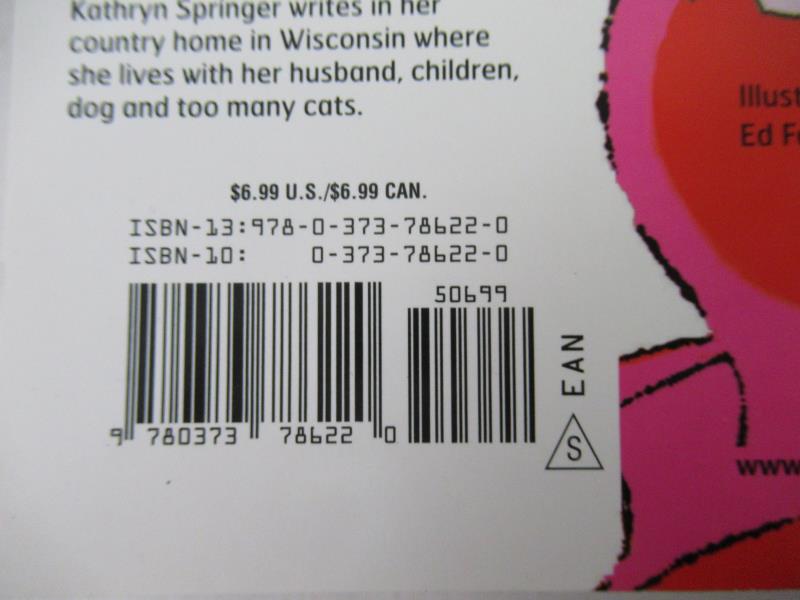 Kathryn Springer writes in her
country home in Wisconsin where
she lives with her husband, children,
dog and too many cats.
$6.99 U.S./$6.99 CAN.
ISBN-13:978-0-373-78622-0
ISBN-10: 0-373-78622-0
50699
9 780373 78622 0
EAN
S
Illust
Ed F
www